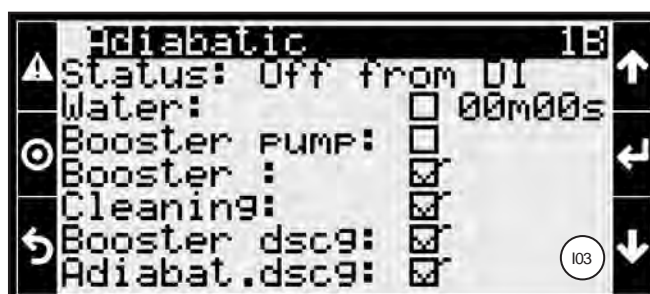 Adiabatic 1B
Status: Off from DI
Water: 00m00s
Booster pump:
Booster :
Cleaning:
Booster dscg:
Adiabat.dscg:
I03